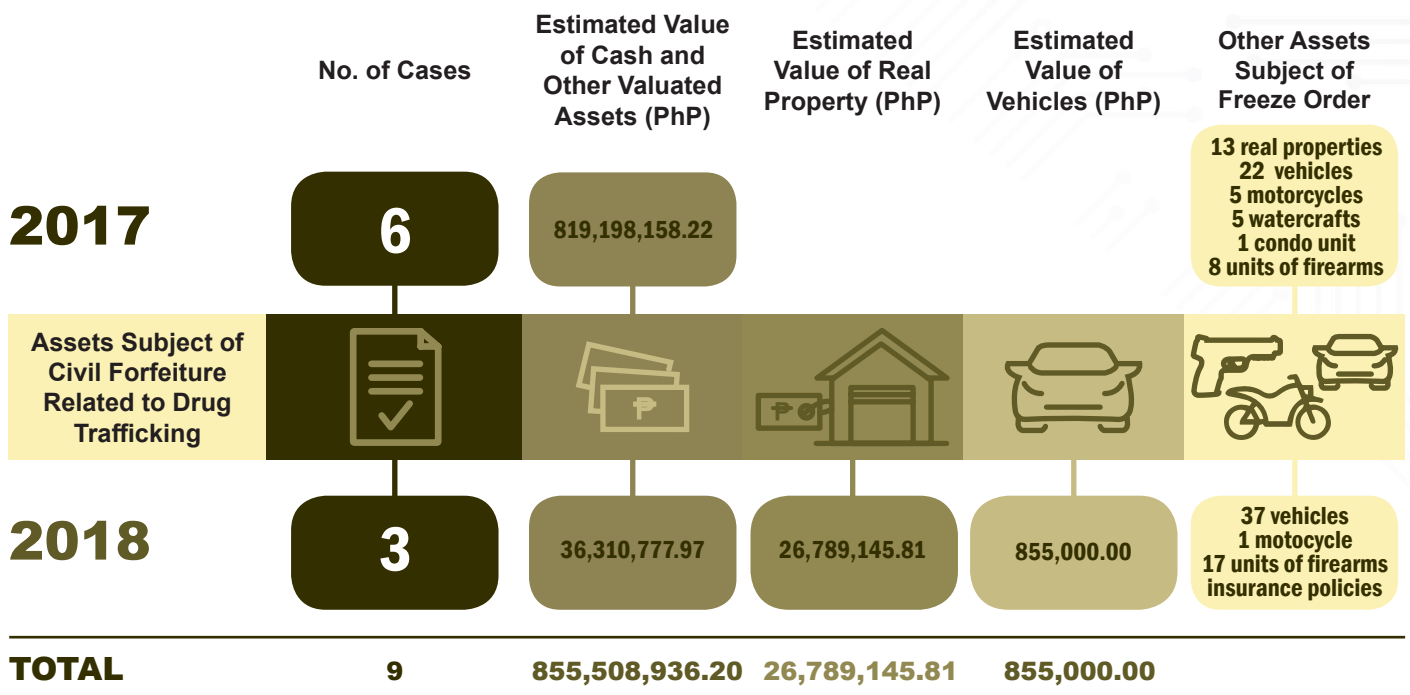 No. of Cases
Estimated Value
of Cash and
Other Valuated
Assets (PhP)
Estimated
Value of Real
Property (PhP)
Estimated
Value of
Vehicles (PhP)
Other Assets
Subject of
Freeze Order
2017
6
819,198,158.22
13 real properties
22 vehicles
5 motorcycles
5 watercrafts
1 condo unit
8 units of firearms
Assets Subject of
Civil Forfeiture
Related to Drug
Trafficking
₱
₱
2018
3
36,310,777.97
26,789,145.81
855,000.00
37 vehicles
1 motocycle
17 units of firearms
insurance policies
TOTAL 9 855,508,936.20 26,789,145.81 855,000.00